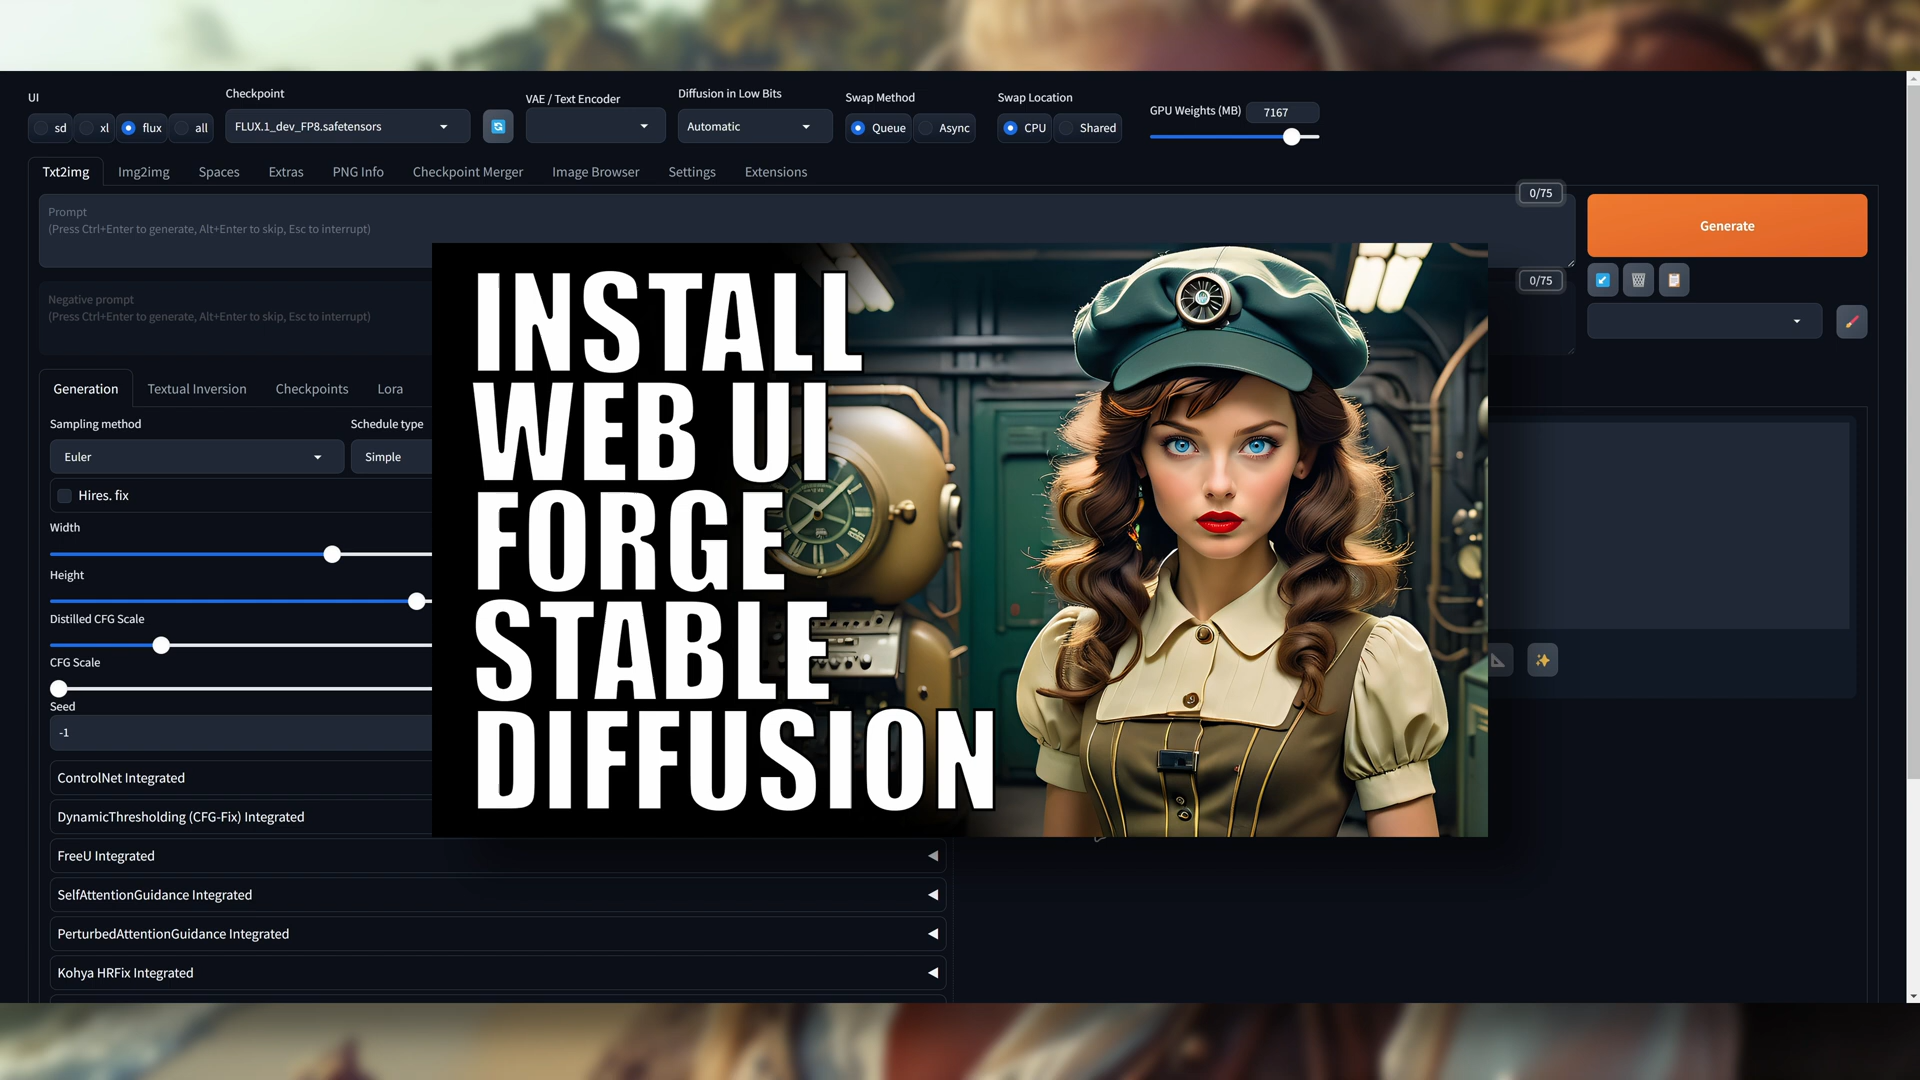 UI
sd
xl
flux
all
Checkpoint
FLUX.1_dev_FP8.safetensors
VAE / Text Encoder
Diffusion in Low Bits
Automatic
Swap Method
Queue
Async
Swap Location
CPU
Shared
GPU Weights (MB)
7167
Txt2img
Img2img
Spaces
Extras
PNG Info
Checkpoint Merger
Image Browser
Settings
Extensions
Prompt
(Press Ctrl+Enter to generate, Alt+Enter to skip, Esc to interrupt)
0/75
Generate
Negative prompt
(Press Ctrl+Enter to generate, Alt+Enter to skip, Esc to interrupt)
0/75
INSTALL
WEB UI
FORGE
STABLE
DIFFUSION
Generation
Textual Inversion
Checkpoints
Lora
Sampling method
Euler
Schedule type
Simple
Hires. fix
Width
Height
Distilled CFG Scale
CFG Scale
Seed
-1
ControlNet Integrated
DynamicThresholding (CFG-Fix) Integrated
FreeU Integrated
SelfAttentionGuidance Integrated
PerturbedAttentionGuidance Integrated
Kohya HRFix Integrated